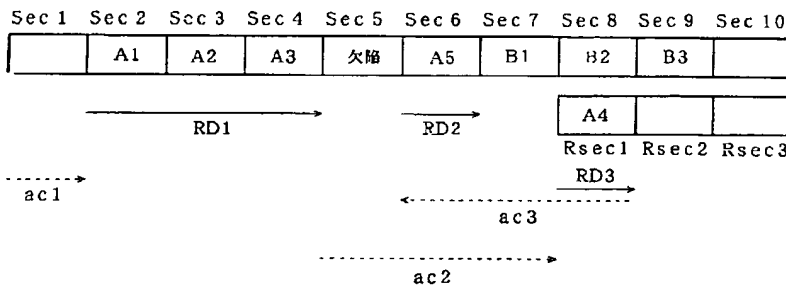 Sec 1 Sec 2 Sec 3 Sec 4 Sec 5 Sec 6 Sec 7 Sec 8 Sec 9 Sec 10
A1 A2 A3 欠陥 A5 B1 B2 B3
A4
RD1 RD2
Rsec1 Rsec2 Rsec3
RD3
ac1
ac3
ac2